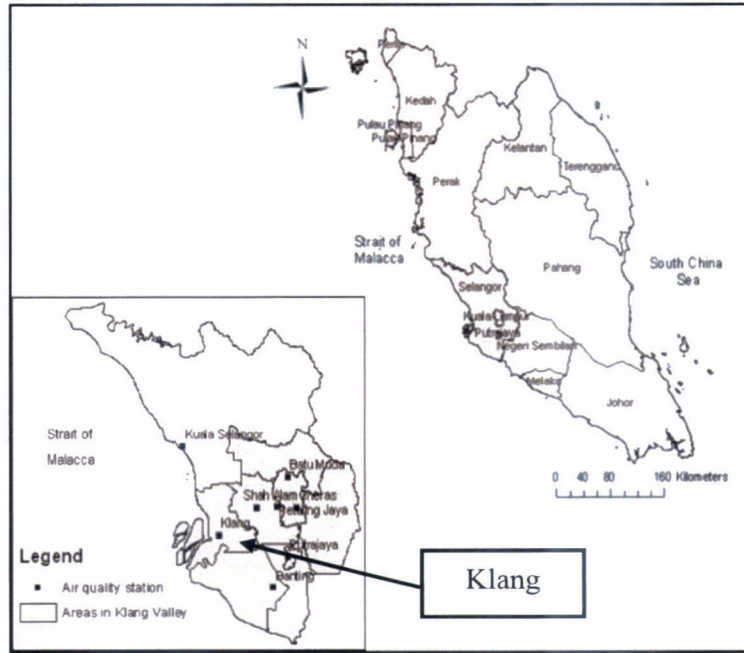 N
Perlis
Kedah
Pulau Pinang
Pulau Pinang
Kelantan
Terengganu
Perak
Strait of
Malacca
Pahang
South China
Sea
Selangor
Kuala Lumpur
Putrajaya
Negeri Sembilan
Melaka
Johor
0 40 80 160 Kilometers
Strait of
Malacca
Kuala Selangor
Batu Muda
Shah Alam Cheras
Petaling Jaya
Klang
Putrajaya
Banting
Legend
Air quality station
Areas in Klang Valley
Klang